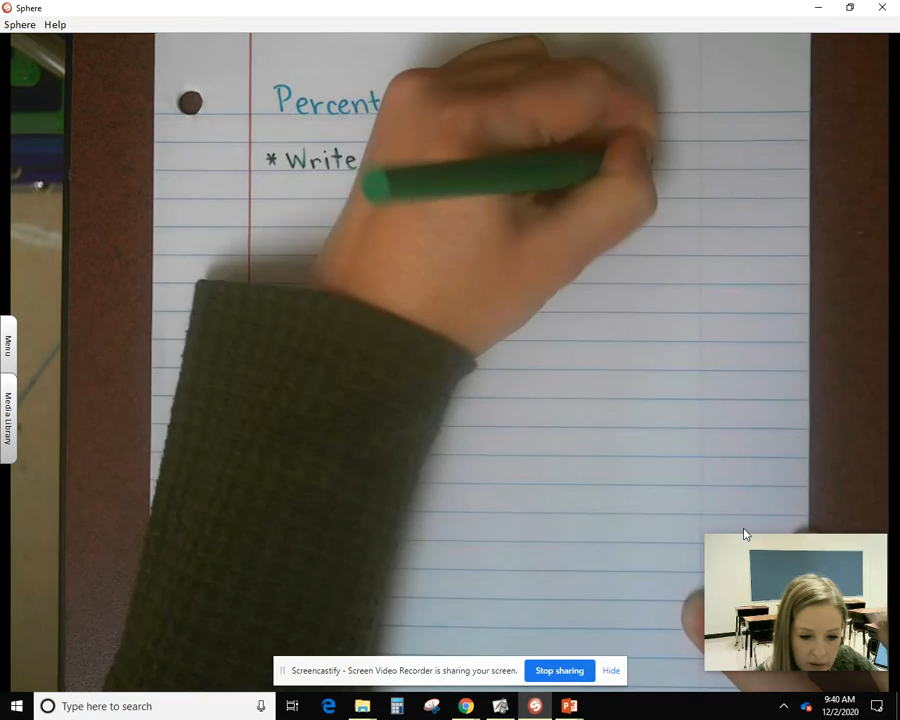 Sphere
Sphere Help
Percent
* Write
Menu
Media Library
Screencastify - Screen Video Recorder is sharing your screen.
Stop sharing
Hide
Type here to search
9:40 AM
12/2/2020